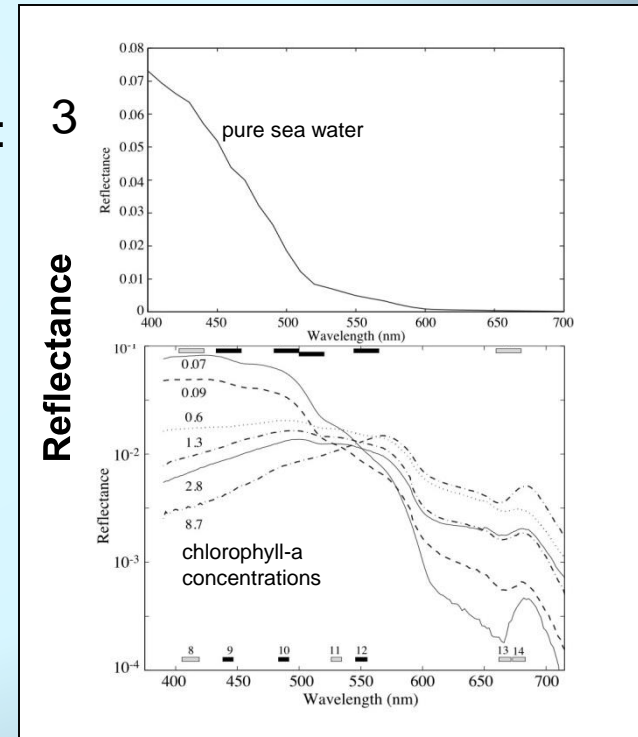 3
Reflectance
0.08
0.07
0.06
0.05
0.04
0.03
0.02
0.01
0
Reflectance
pure sea water
400 450 500 550 600 650 700
Wavelength (nm)
10-1
10-2
10-3
10-4
Reflectance
0.07
0.09
0.6
1.3
2.8
8.7
chlorophyll-a
concentrations
8 9 10 11 12 13 14
400 450 500 550 600 650 700
Wavelength (nm)